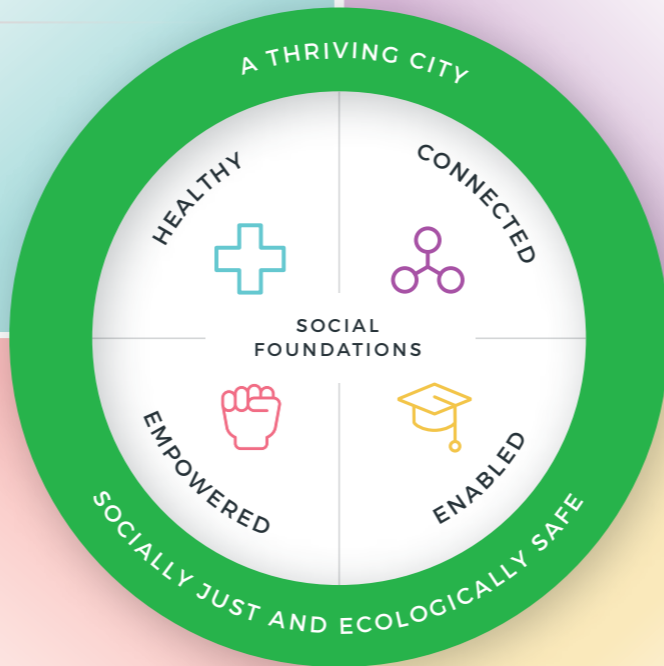 A THRIVING CITY
HEALTHY
CONNECTED
SOCIAL
FOUNDATIONS
EMPOWERED
ENABLED
SOCIALLY JUST AND ECOLOGICALLY SAFE